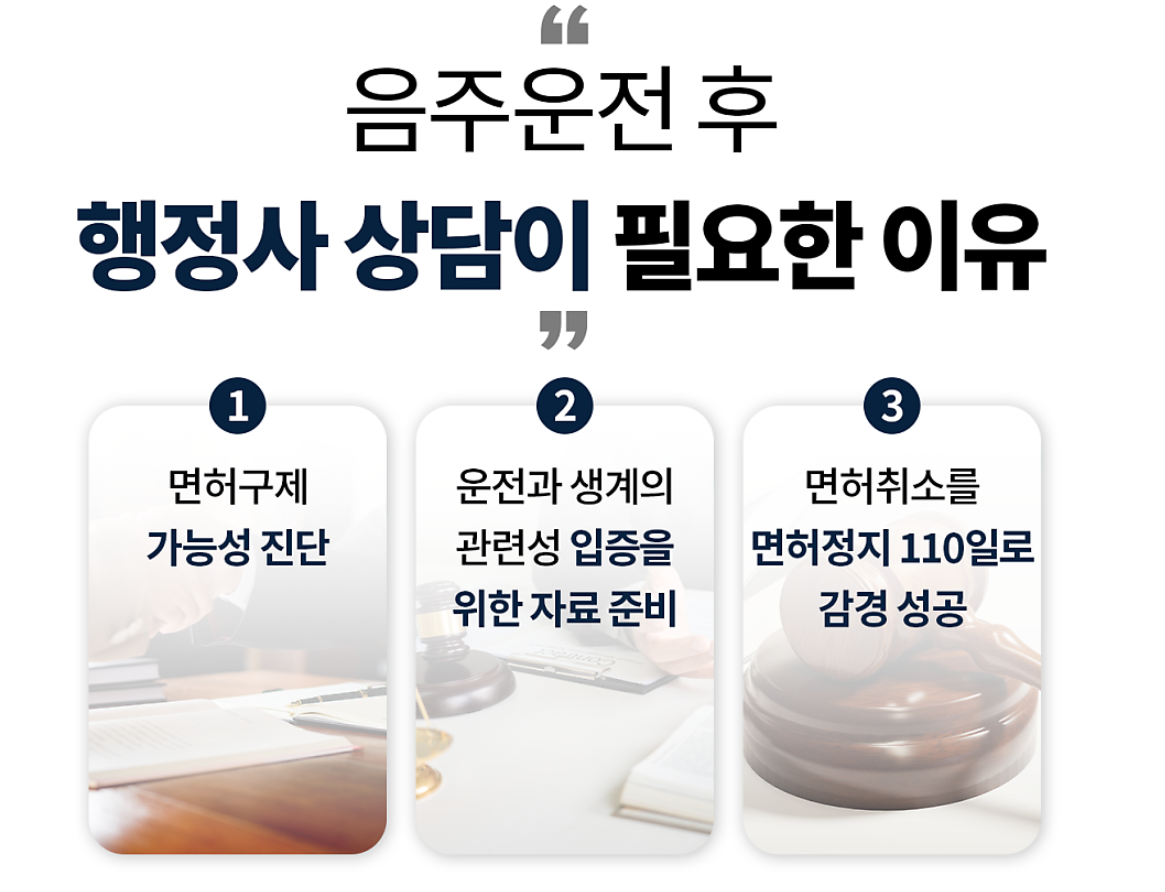 “
음주운전 후
행정사 상담이 필요한 이유
”
1
면허구제
가능성 진단
2
운전과 생계의
관련성 입증을
위한 자료 준비
3
면허취소를
면허정지 110일로
감경 성공
Contract